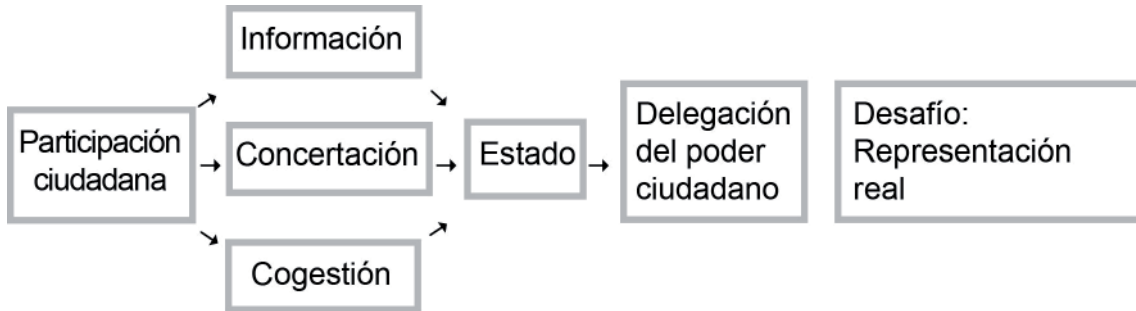 Participación
ciudadana
Información
Concertación
Cogestión
Estado
Delegación
del poder
ciudadano
Desafío:
Representación
real